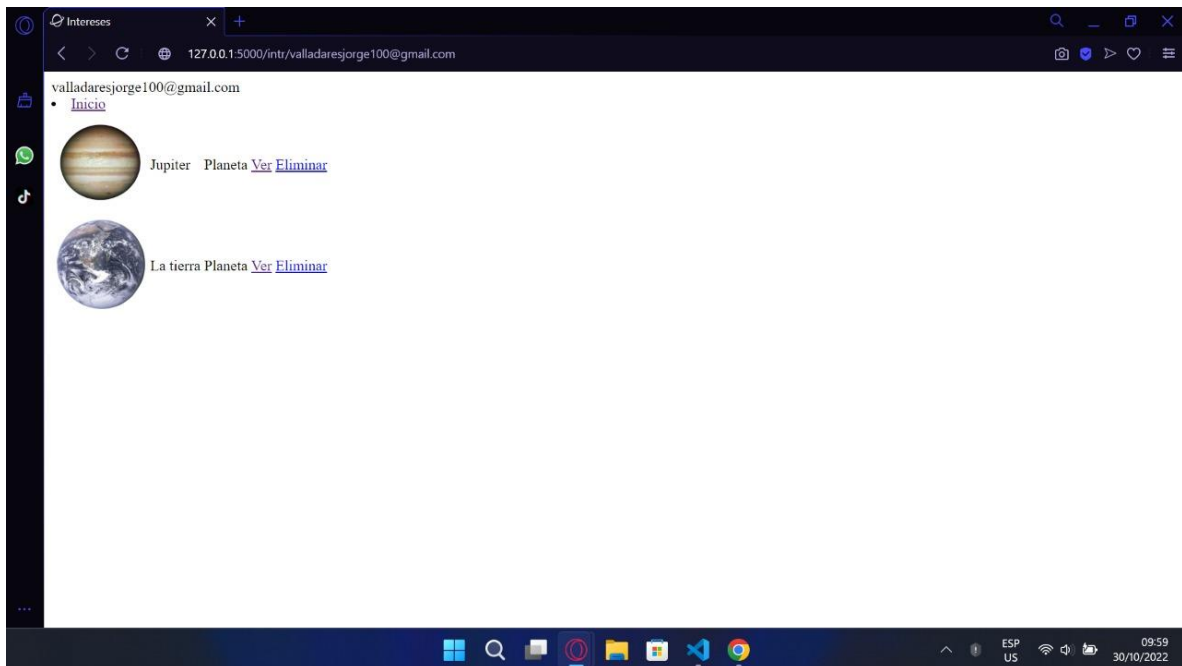 Intereses
127.0.0.1:5000/intr/valladaresjorge100@gmail.com
valladaresjorge100@gmail.com
• Inicio
Jupiter Planeta Ver Eliminar
La tierra Planeta Ver Eliminar
ESP
US
09:59
30/10/2022